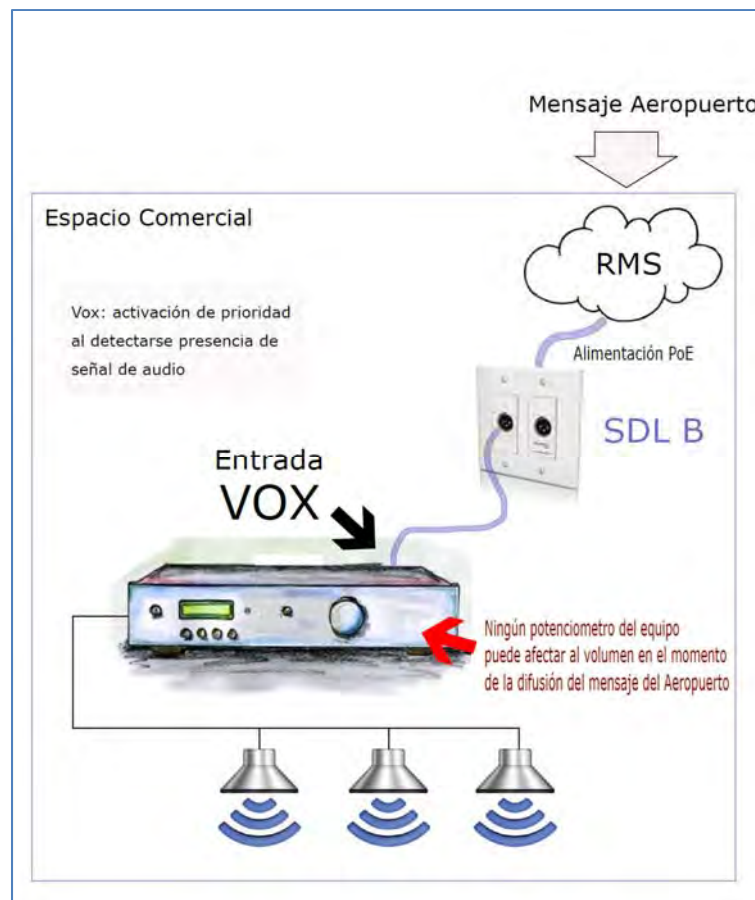 Mensaje Aeropuerto
Espacio Comercial
RMS
Vox: activación de prioridad
al detectarse presencia de
señal de audio
Alimentación PoE
SDL B
Entrada
VOX
Ningún potenciometro del equipo
puede afectar al volumen en el momento
de la difusión del mensaje del Aeropuerto